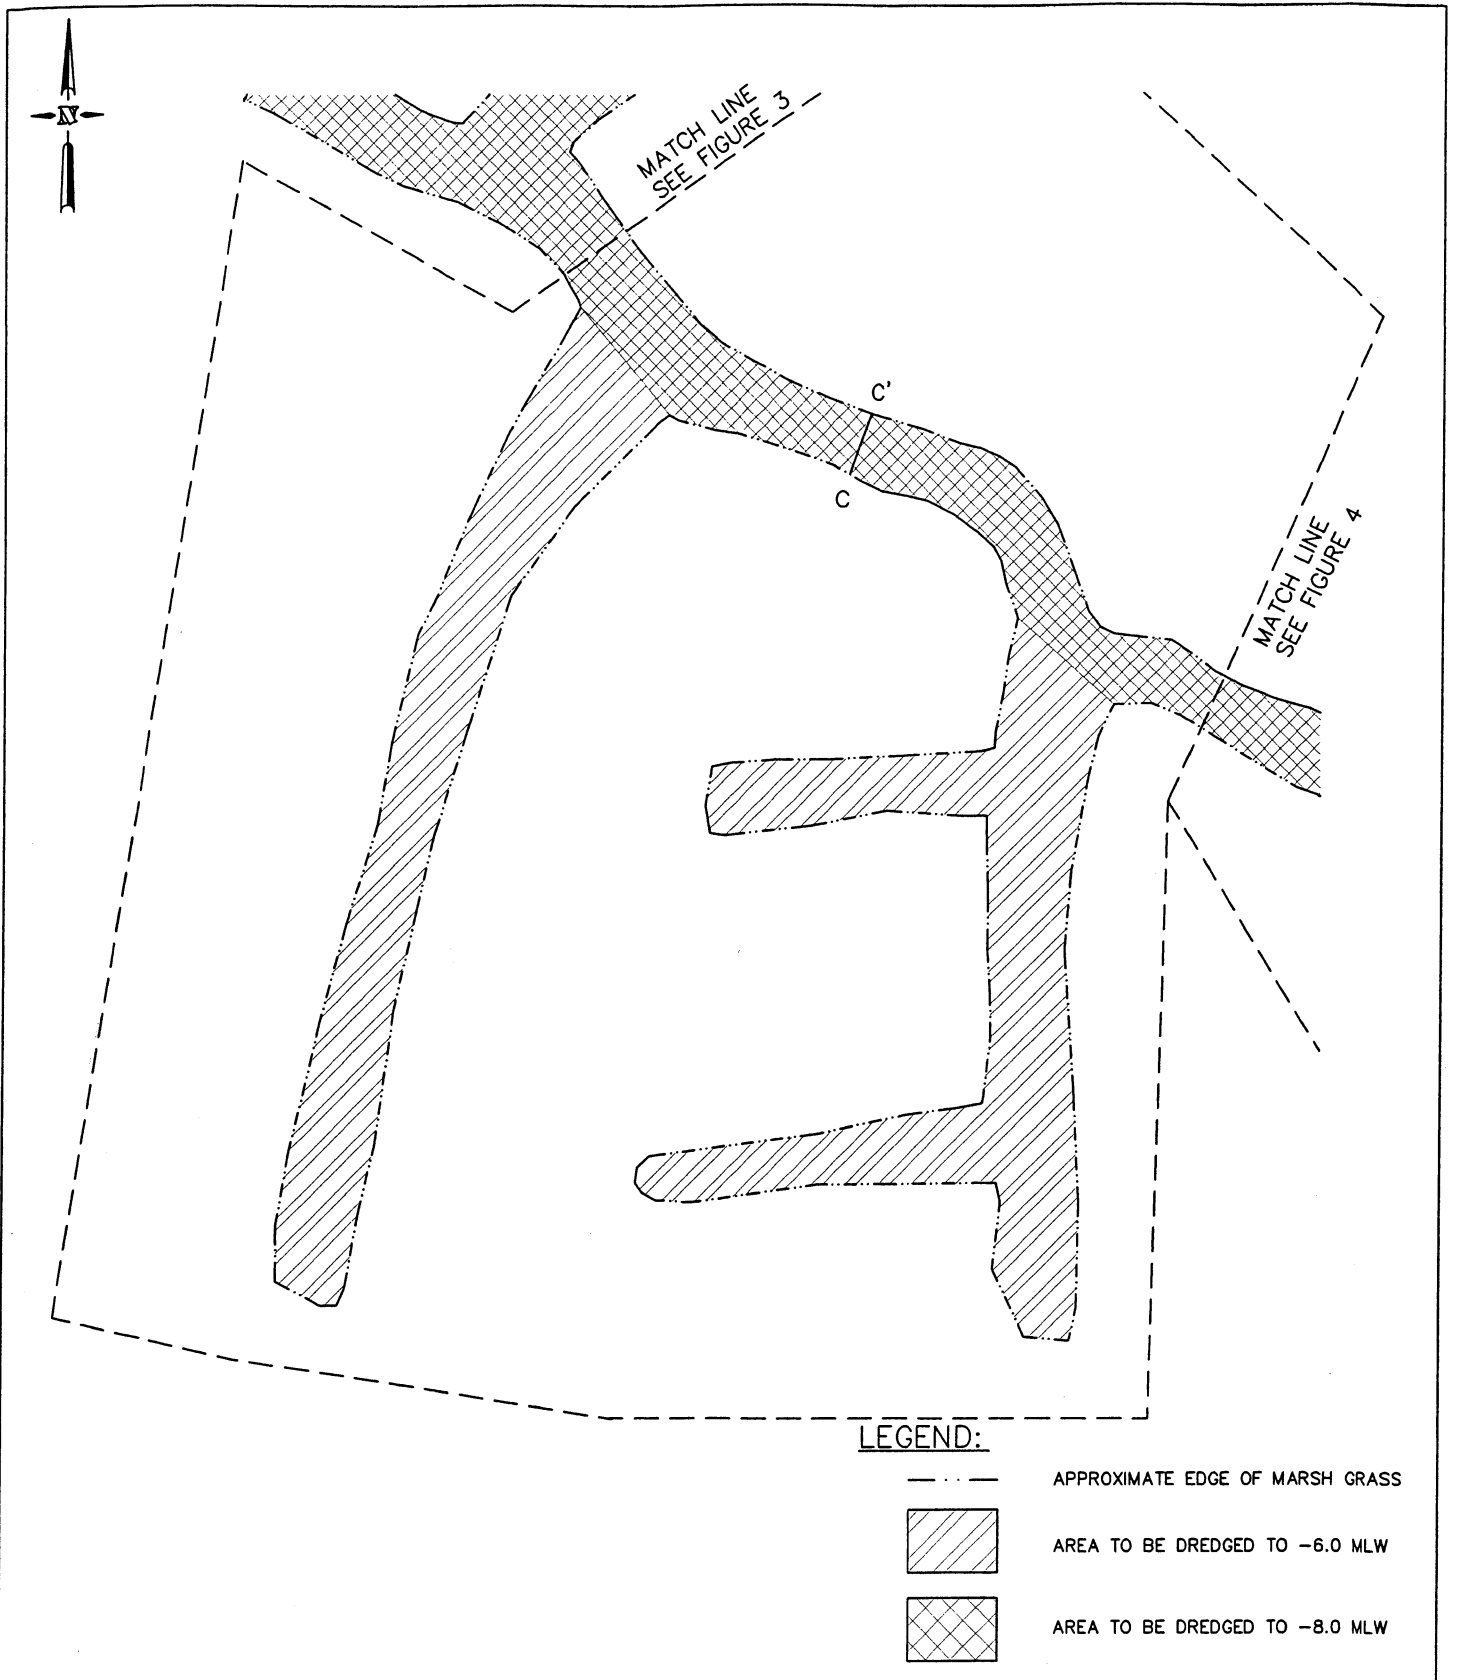 N
MATCH LINE
SEE FIGURE 3
C'
C
MATCH LINE
SEE FIGURE 4
LEGEND:
APPROXIMATE EDGE OF MARSH GRASS
AREA TO BE DREDGED TO -6.0 MLW
AREA TO BE DREDGED TO -8.0 MLW